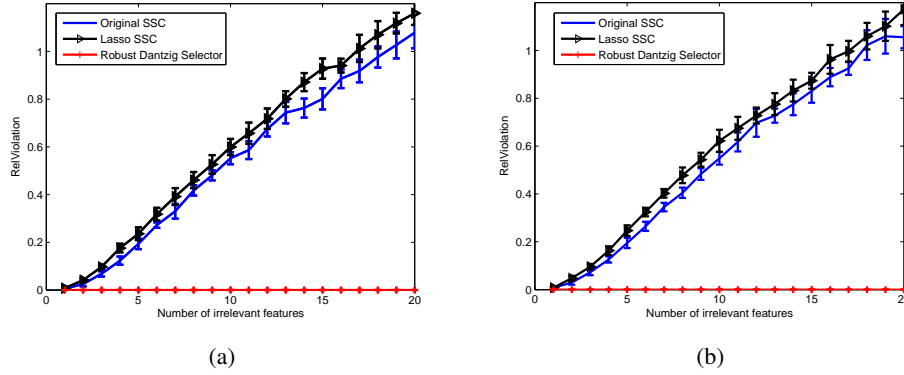 Original SSC
Lasso SSC
Robust Dantzig Selector
1
0.8
0.6
0.4
0.2
0
RelViolation
0 5 10 15 20
Number of irrelevant features
(a)
Original SSC
Lasso SSC
Robust Dantzig Selector
1
0.8
0.6
0.4
0.2
0
RelViolation
0 5 10 15 20
Number of irrelevant features
(b)